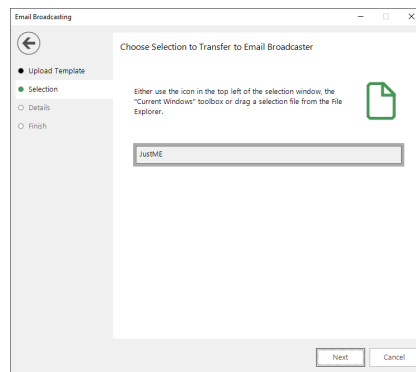 Email Broadcasting
Choose Selection to Transfer to Email Broadcaster
Upload Template
Selection
Details
Finish
Either use the icon in the top left of the selection window, the
"Current Windows" toolbox or drag a selection file from the File
Explorer.
JustME
Next
Cancel